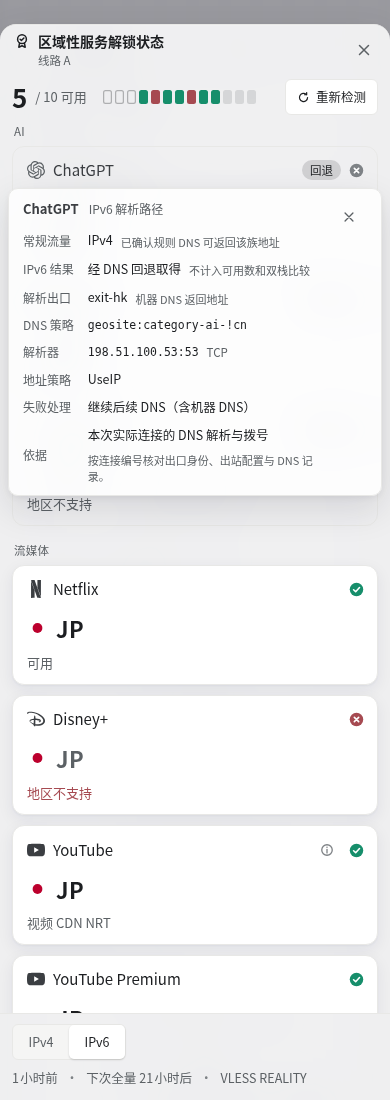 区域性服务解锁状态
线路 A
5 / 10 可用
重新检测
AI
ChatGPT 回退
ChatGPT IPv6 解析路径
常规流量 IPv4 已确认规则 DNS 可返回该族地址
IPv6 结果 经 DNS 回退取得 不计入可用数和双栈比较
解析出口 exit-hk 机器 DNS 返回地址
DNS 策略 geosite:category-ai-!cn
解析器 198.51.100.53:53 TCP
地址策略 UseIP
失败处理 继续后续 DNS（含机器 DNS）
依据 本次实际连接的 DNS 解析与拨号
按连接编号核对出口身份、出站配置与 DNS 记
录。
地区不支持
流媒体
Netflix
JP
可用
Disney+
JP
地区不支持
YouTube
JP
视频 CDN NRT
YouTube Premium
IPv4 IPv6
1小时前 · 下次全量 21小时后 · VLESS REALITY